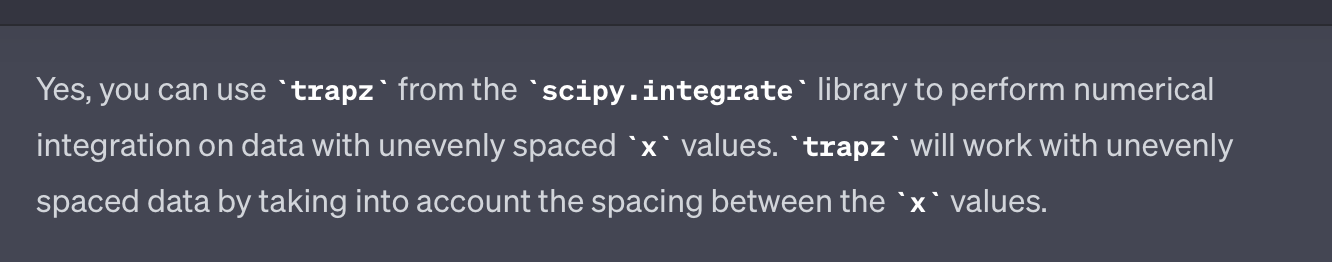 Yes, you can use `trapz` from the `scipy.integrate` library to perform numerical
integration on data with unevenly spaced `x` values. `trapz` will work with unevenly
spaced data by taking into account the spacing between the `x` values.